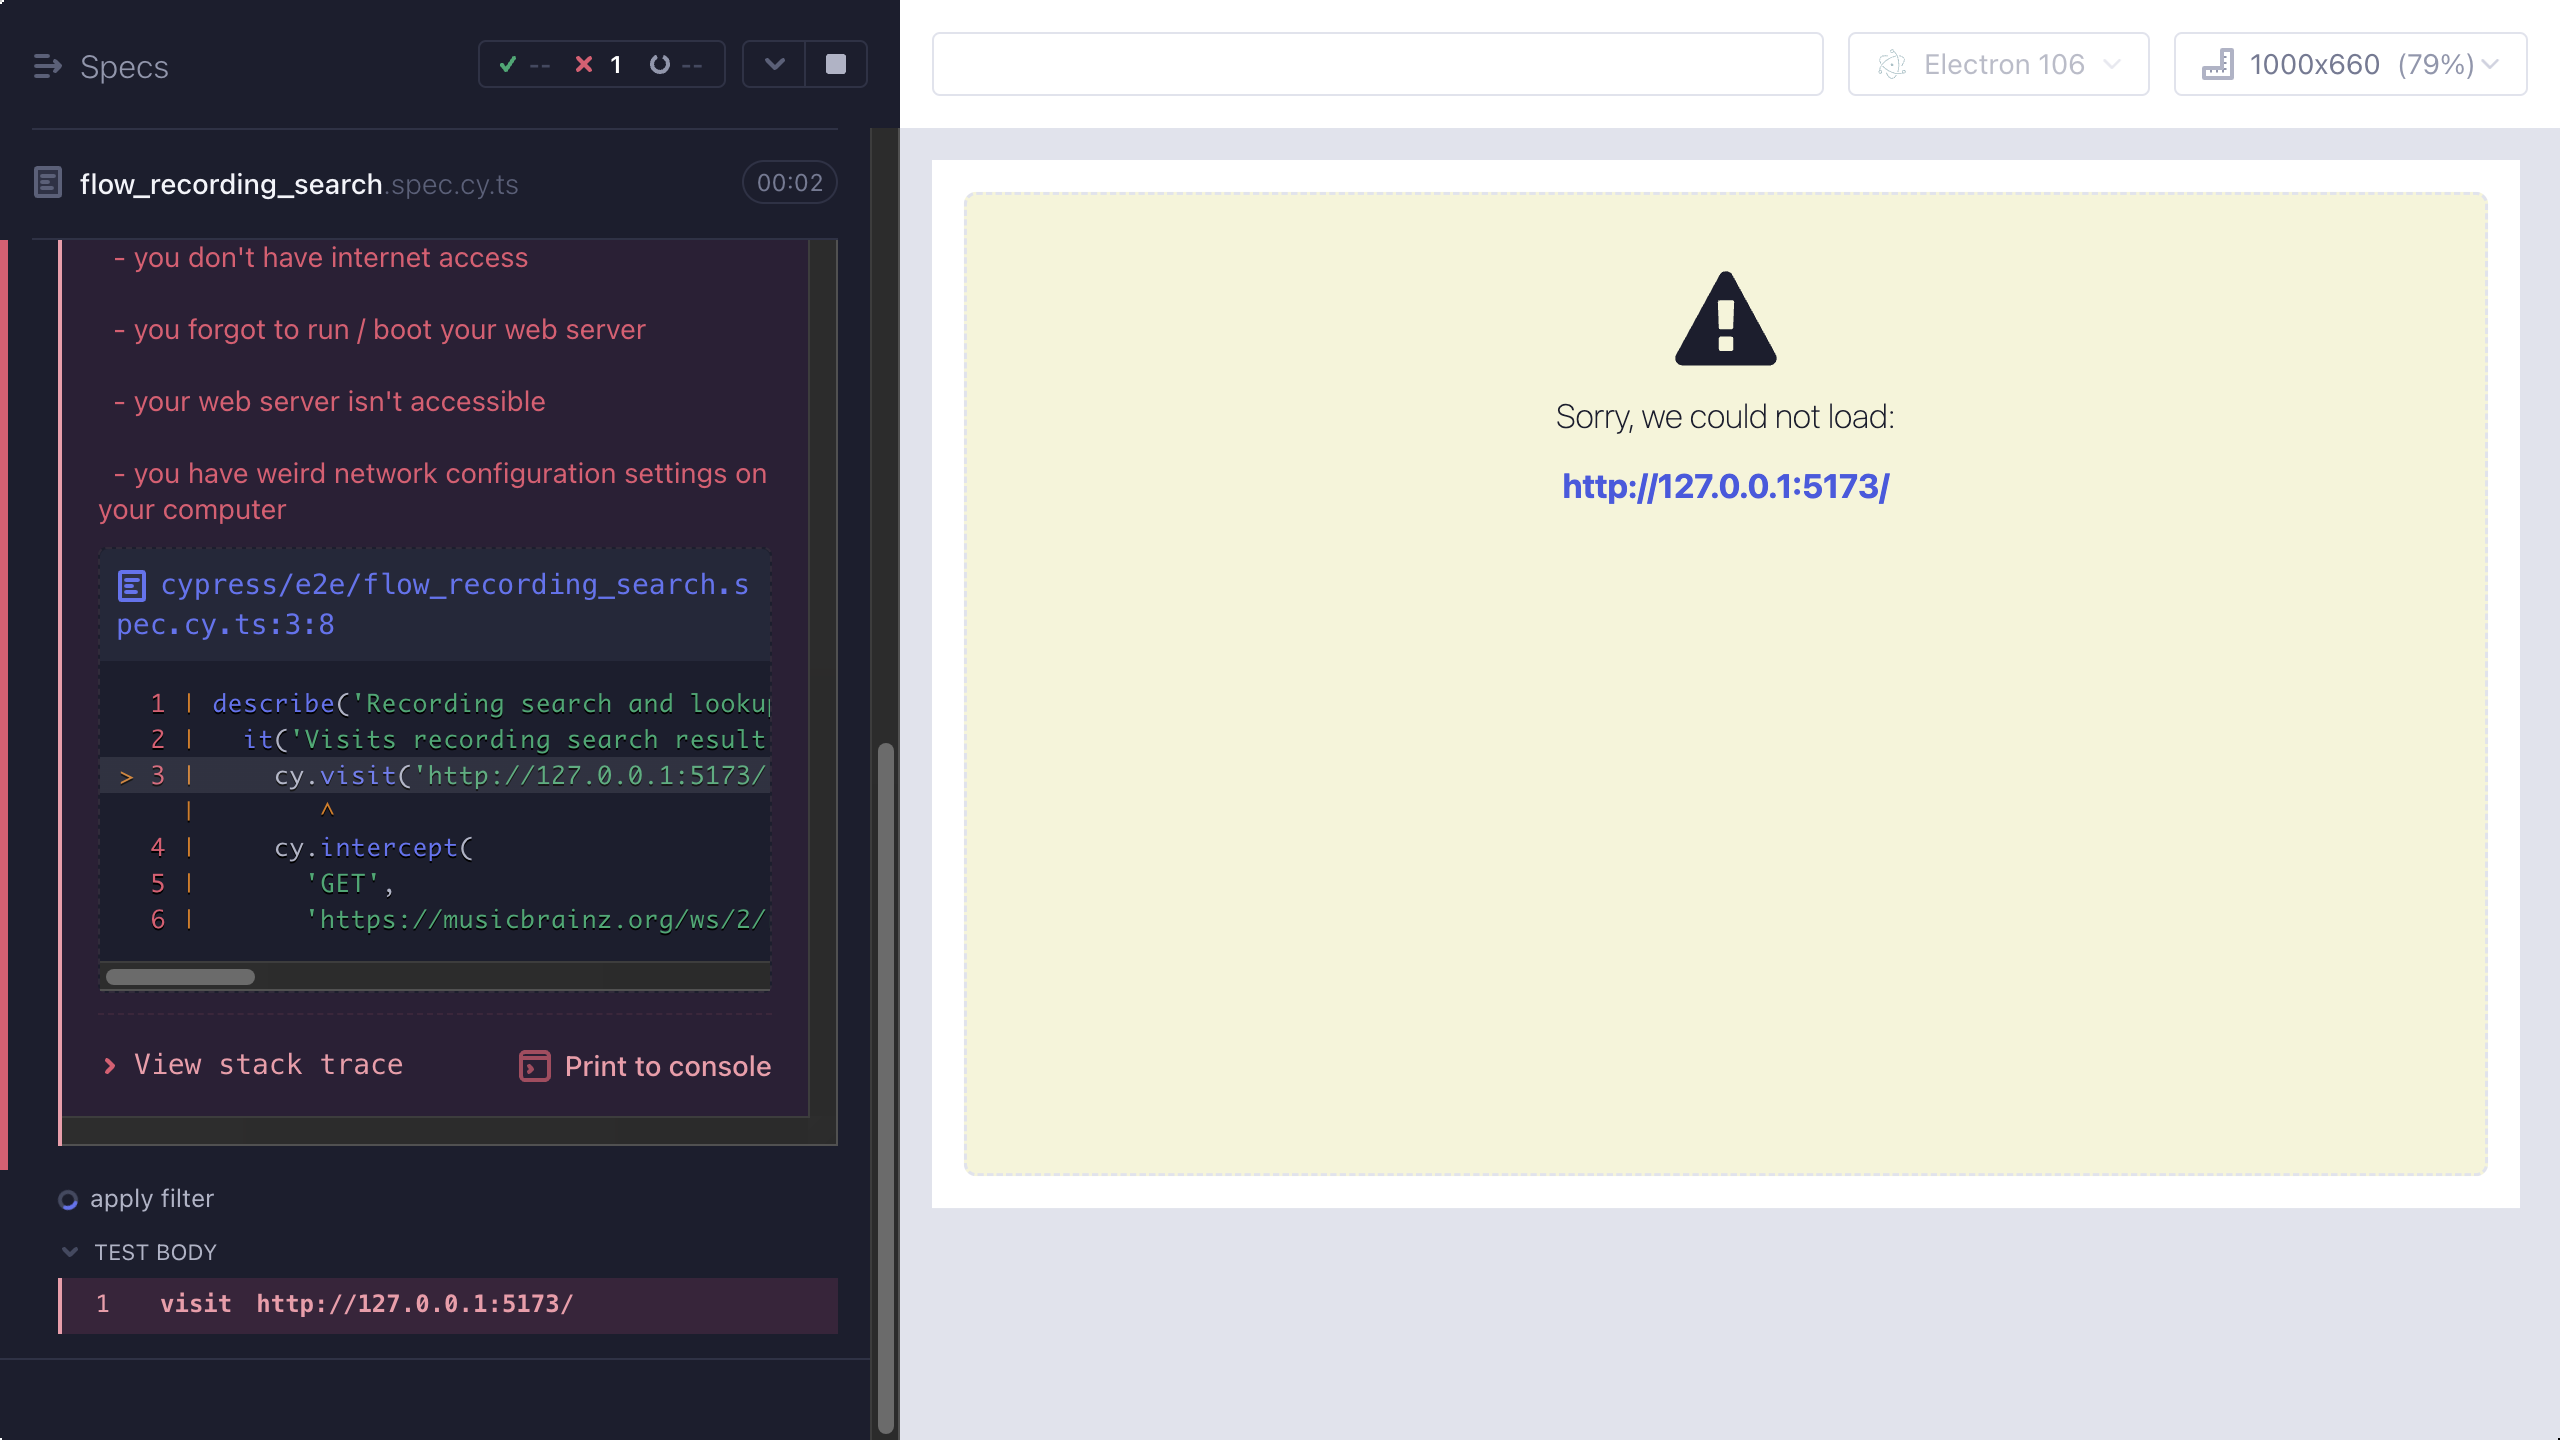 Specs
-- 1 --
flow_recording_search.spec.cy.ts 00:02
- you don't have internet access
- you forgot to run / boot your web server
- your web server isn't accessible
- you have weird network configuration settings on
your computer
cypress/e2e/flow_recording_search.s
pec.cy.ts:3:8
1 | describe('Recording search and lookup
2 | it('Visits recording search result
> 3 | cy.visit('http://127.0.0.1:5173/
| ^
4 | cy.intercept(
5 | 'GET',
6 | 'https://musicbrainz.org/ws/2/
View stack trace
Print to console
apply filter
TEST BODY
1 visit http://127.0.0.1:5173/
Electron 106
1000x660 (79%)
Sorry, we could not load:
http://127.0.0.1:5173/